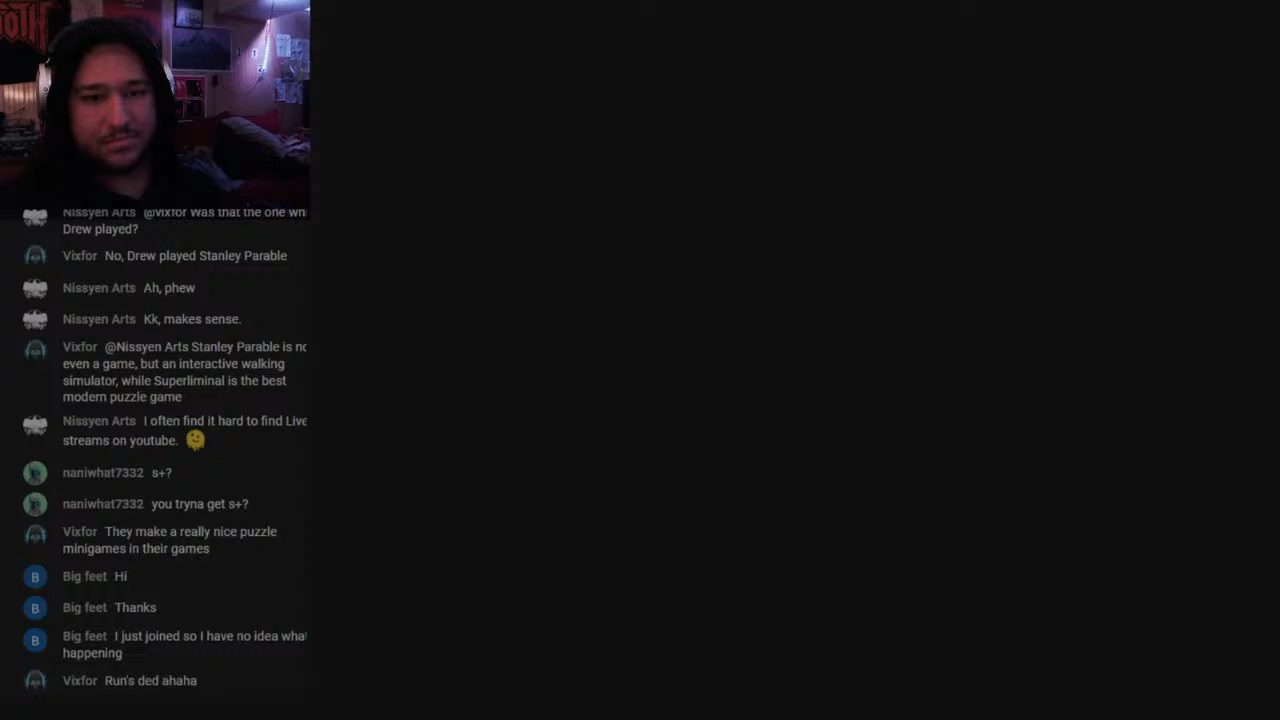 Nissyen Arts @Vixfor Was that the one
Drew played?
Vixfor No, Drew played Stanley Parable
Nissyen Arts Ah, phew
Nissyen Arts Kk, makes sense.
Vixfor @Nissyen Arts Stanley Parable is
even a game, but an interactive walking
simulator, while Superliminal is the best
modern puzzle game
Nissyen Arts I often find it hard to find Live
streams on youtube.
naniwhat7332 s+?
naniwhat7332 you tryna get s+?
Vixfor They make a really nice puzzle
minigames in their games
B Big feet Hi
B Big feet Thanks
B Big feet I just joined so I have no idea what
happening
Vixfor Run's ded ahaha